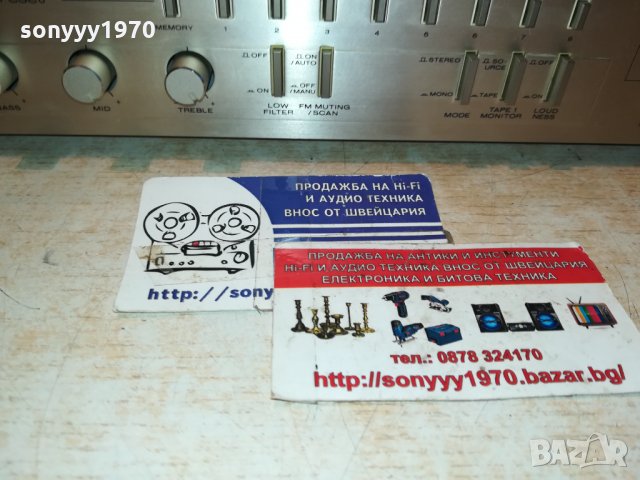 sonyyy1970
MEMORY 1 2 3 4 5 6 7 8
BASS MID TREBLE
OFF
ON
LOW
FILTER
ON
/AUTO
OFF
/MANU
FM MUTING
/SCAN
STEREO
MONO
MODE
SOURCE
TAPE
TAPE 1
MONITOR
OFF
ON
LOUDNESS
ПРОДАЖБА НА Hi-Fi
И АУДИО ТЕХНИКА
ВНОС ОТ ШВЕЙЦАРИЯ
http://sony
ПРОДАЖБА НА АНТИКИ И ИНСТРУМЕНТИ
Hi-Fi И АУДИО ТЕХНИКА ВНОС ОТ ШВЕЙЦАРИЯ
ЕЛЕКТРОНИКА И БИТОВА ТЕХНИКА
тел.: 0878 324170
http://sonyyy1970.bazar.bg/
BAZAR
sonyyy1970